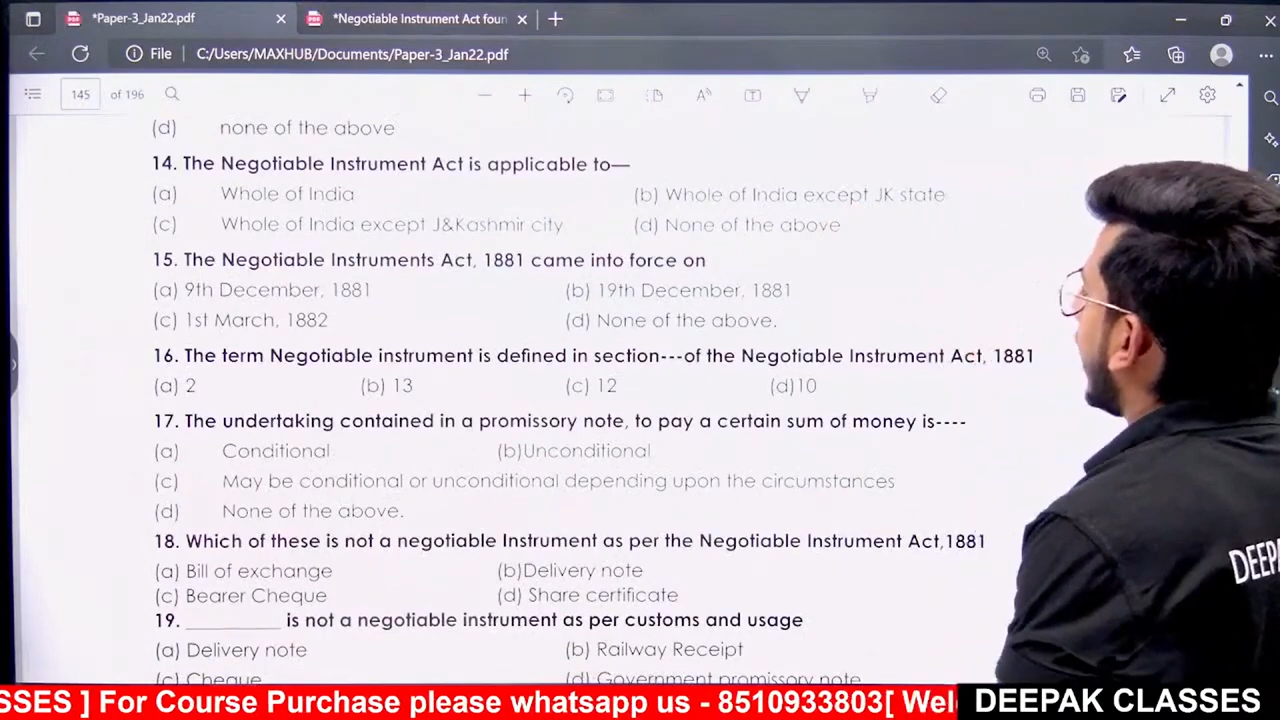 *Paper-3_Jan22.pdf
*Negotiable Instrument Act foun
File
C:/Users/MAXHUB/Documents/Paper-3_Jan22.pdf
145 of 196
(d) none of the above
14. The Negotiable Instrument Act is applicable to—
(a) Whole of India (b) Whole of India except JK state
(c) Whole of India except J&Kashmir city (d) None of the above
15. The Negotiable Instruments Act, 1881 came into force on
(a) 9th December, 1881 (b) 19th December, 1881
(c) 1st March, 1882 (d) None of the above.
16. The term Negotiable instrument is defined in section---of the Negotiable Instrument Act, 1881
(a) 2 (b) 13 (c) 12 (d)10
17. The undertaking contained in a promissory note, to pay a certain sum of money is----
(a) Conditional (b)Unconditional
(c) May be conditional or unconditional depending upon the circumstances
(d) None of the above.
18. Which of these is not a negotiable Instrument as per the Negotiable Instrument Act,1881
(a) Bill of exchange (b)Delivery note
(c) Bearer Cheque (d) Share certificate
19. __________ is not a negotiable instrument as per customs and usage
(a) Delivery note (b) Railway Receipt
(c) Cheque (d) Government promissory note
DEEPA
SSES ] For Course Purchase please whatsapp us - 8510933803[ Wel
DEEPAK CLASSES